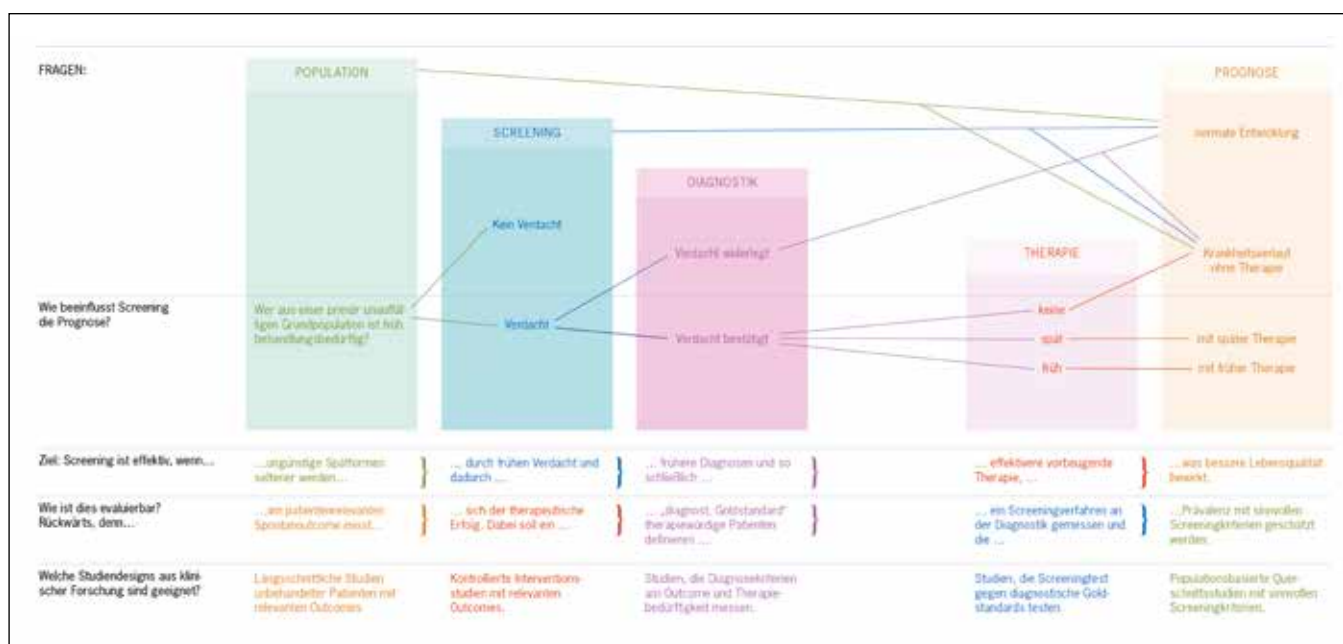 FRAGEN:
POPULATION
PROGNOSE
SCREENING
normale Entwicklung
DIAGNOSTIK
Kein Verdacht
Verdacht widerlegt
THERAPIE
Krankheitsverlauf
ohne Therapie
Wie beeinflusst Screening
die Prognose?
Wer aus einer primär unauffäl-
ligen Grundpopulation ist früh
behandlungsbedürftig?
Verdacht
Verdacht bestätigt
keine
spät
früh
mit später Therapie
mit früher Therapie
Ziel: Screening ist effektiv, wenn...
...ungünstige Spätformen
seltener werden...
... durch frühen Verdacht und
dadurch ...
... frühere Diagnosen und so
schließlich ...
... effektivere vorbeugende
Therapie, ...
...was bessere Lebensqualität
bewirkt.
Wie ist dies evaluierbar?
Rückwärts, denn...
...am patientenrelevanten
Spontanoutcome misst...
... sich der therapeutische
Erfolg. Dabei soll ein ...
... „diagnost. Goldstandard“
therapiewürdige Patienten
definieren ...
... ein Screeningverfahren an
der Diagnostik gemessen und
die ...
...Prävalenz mit sinnvollen
Screeningkriterien geschätzt
werden.
Welche Studiendesigns aus klini-
scher Forschung sind geeignet?
Längsschnittliche Studien
unbehandelter Patienten mit
relevanten Outcomes
Kontrollierte Interventions-
studien mit relevanten
Outcomes.
Studien, die Diagnosekriterien
am Outcome und Therapie-
bedürftigkeit messen.
Studien, die Screeningtest
gegen diagnostische Gold-
standards testen
Populationsbasierte Quer-
schnittsstudien mit sinnvollen
Screeningkriterien.